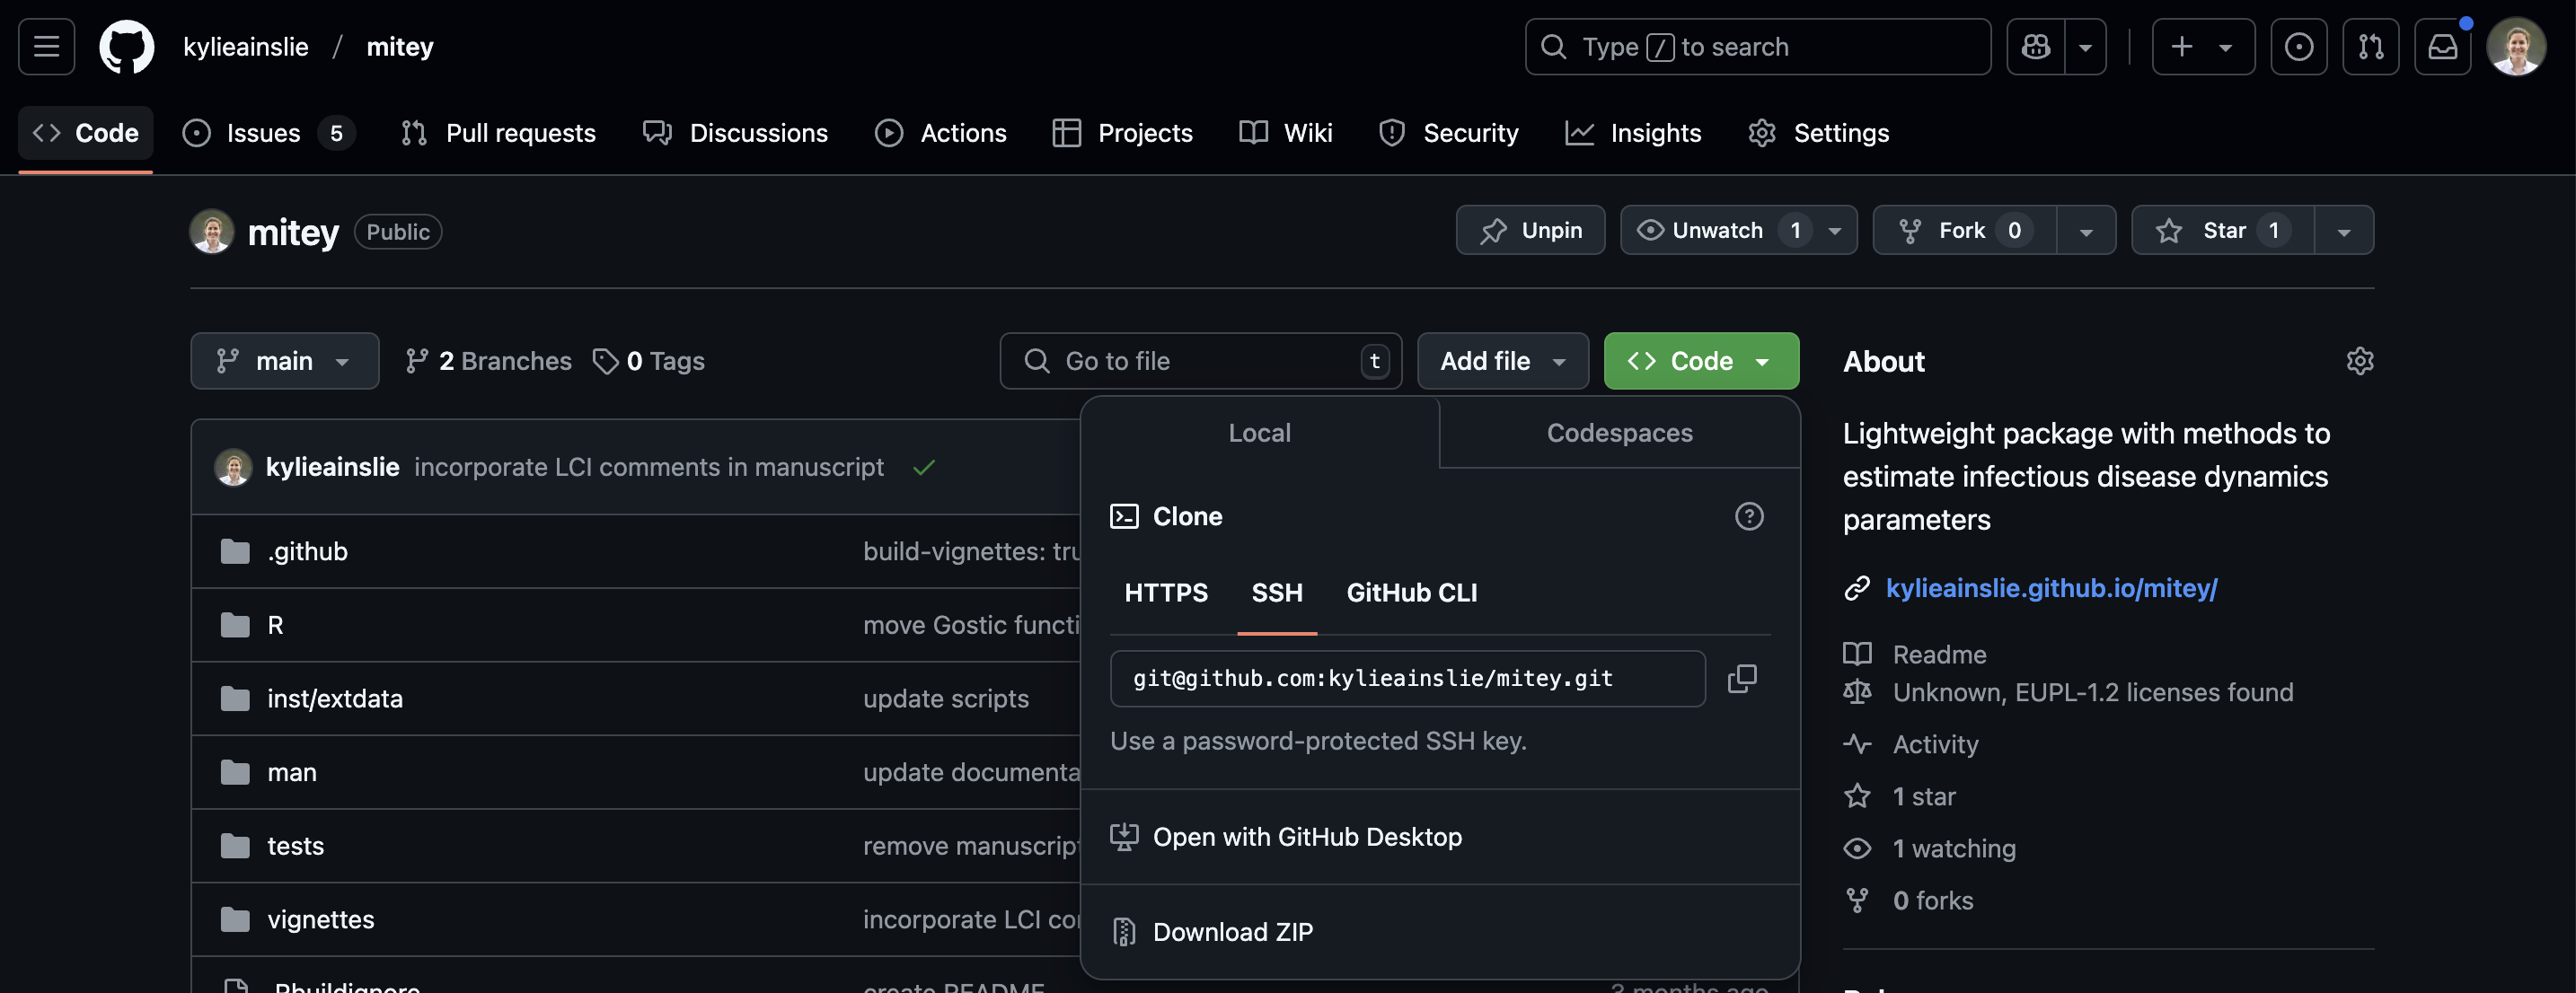 kylieainslie / mitey
Type / to search
Code
Issues 5
Pull requests
Discussions
Actions
Projects
Wiki
Security
Insights
Settings
mitey Public
Unpin
Unwatch 1
Fork 0
Star 1
main
2 Branches
0 Tags
Go to file t
Add file
Code
kylieainslie incorporate LCI comments in manuscript
.github build-vignettes: tru
R move Gostic functi
inst/extdata update scripts
man update documenta
tests remove manuscript
vignettes incorporate LCI co
.Rbuildignore create README 3 months ago
Local
Codespaces
Clone
HTTPS
SSH
GitHub CLI
git@github.com:kylieainslie/mitey.git
Use a password-protected SSH key.
Open with GitHub Desktop
Download ZIP
About
Lightweight package with methods to
estimate infectious disease dynamics
parameters
kylieainslie.github.io/mitey/
Readme
Unknown, EUPL-1.2 licenses found
Activity
1 star
1 watching
0 forks